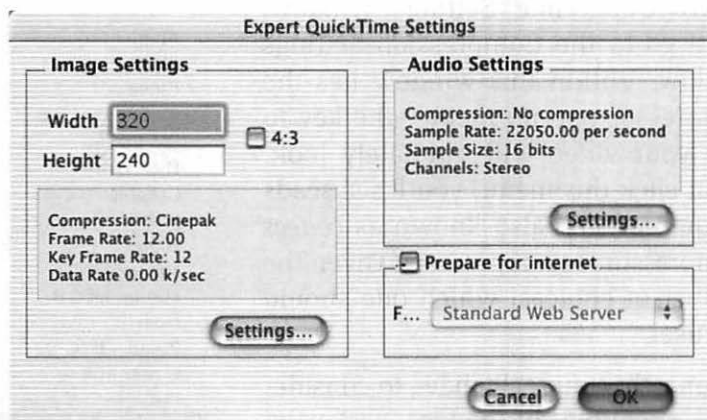 Expert QuickTime Settings
Image Settings
Width 320
4:3
Height 240
Compression: Cinepak
Frame Rate: 12.00
Key Frame Rate: 12
Data Rate 0.00 k/sec
Settings...
Audio Settings
Compression: No compression
Sample Rate: 22050.00 per second
Sample Size: 16 bits
Channels: Stereo
Settings...
Prepare for internet
F... Standard Web Server
Cancel
OK